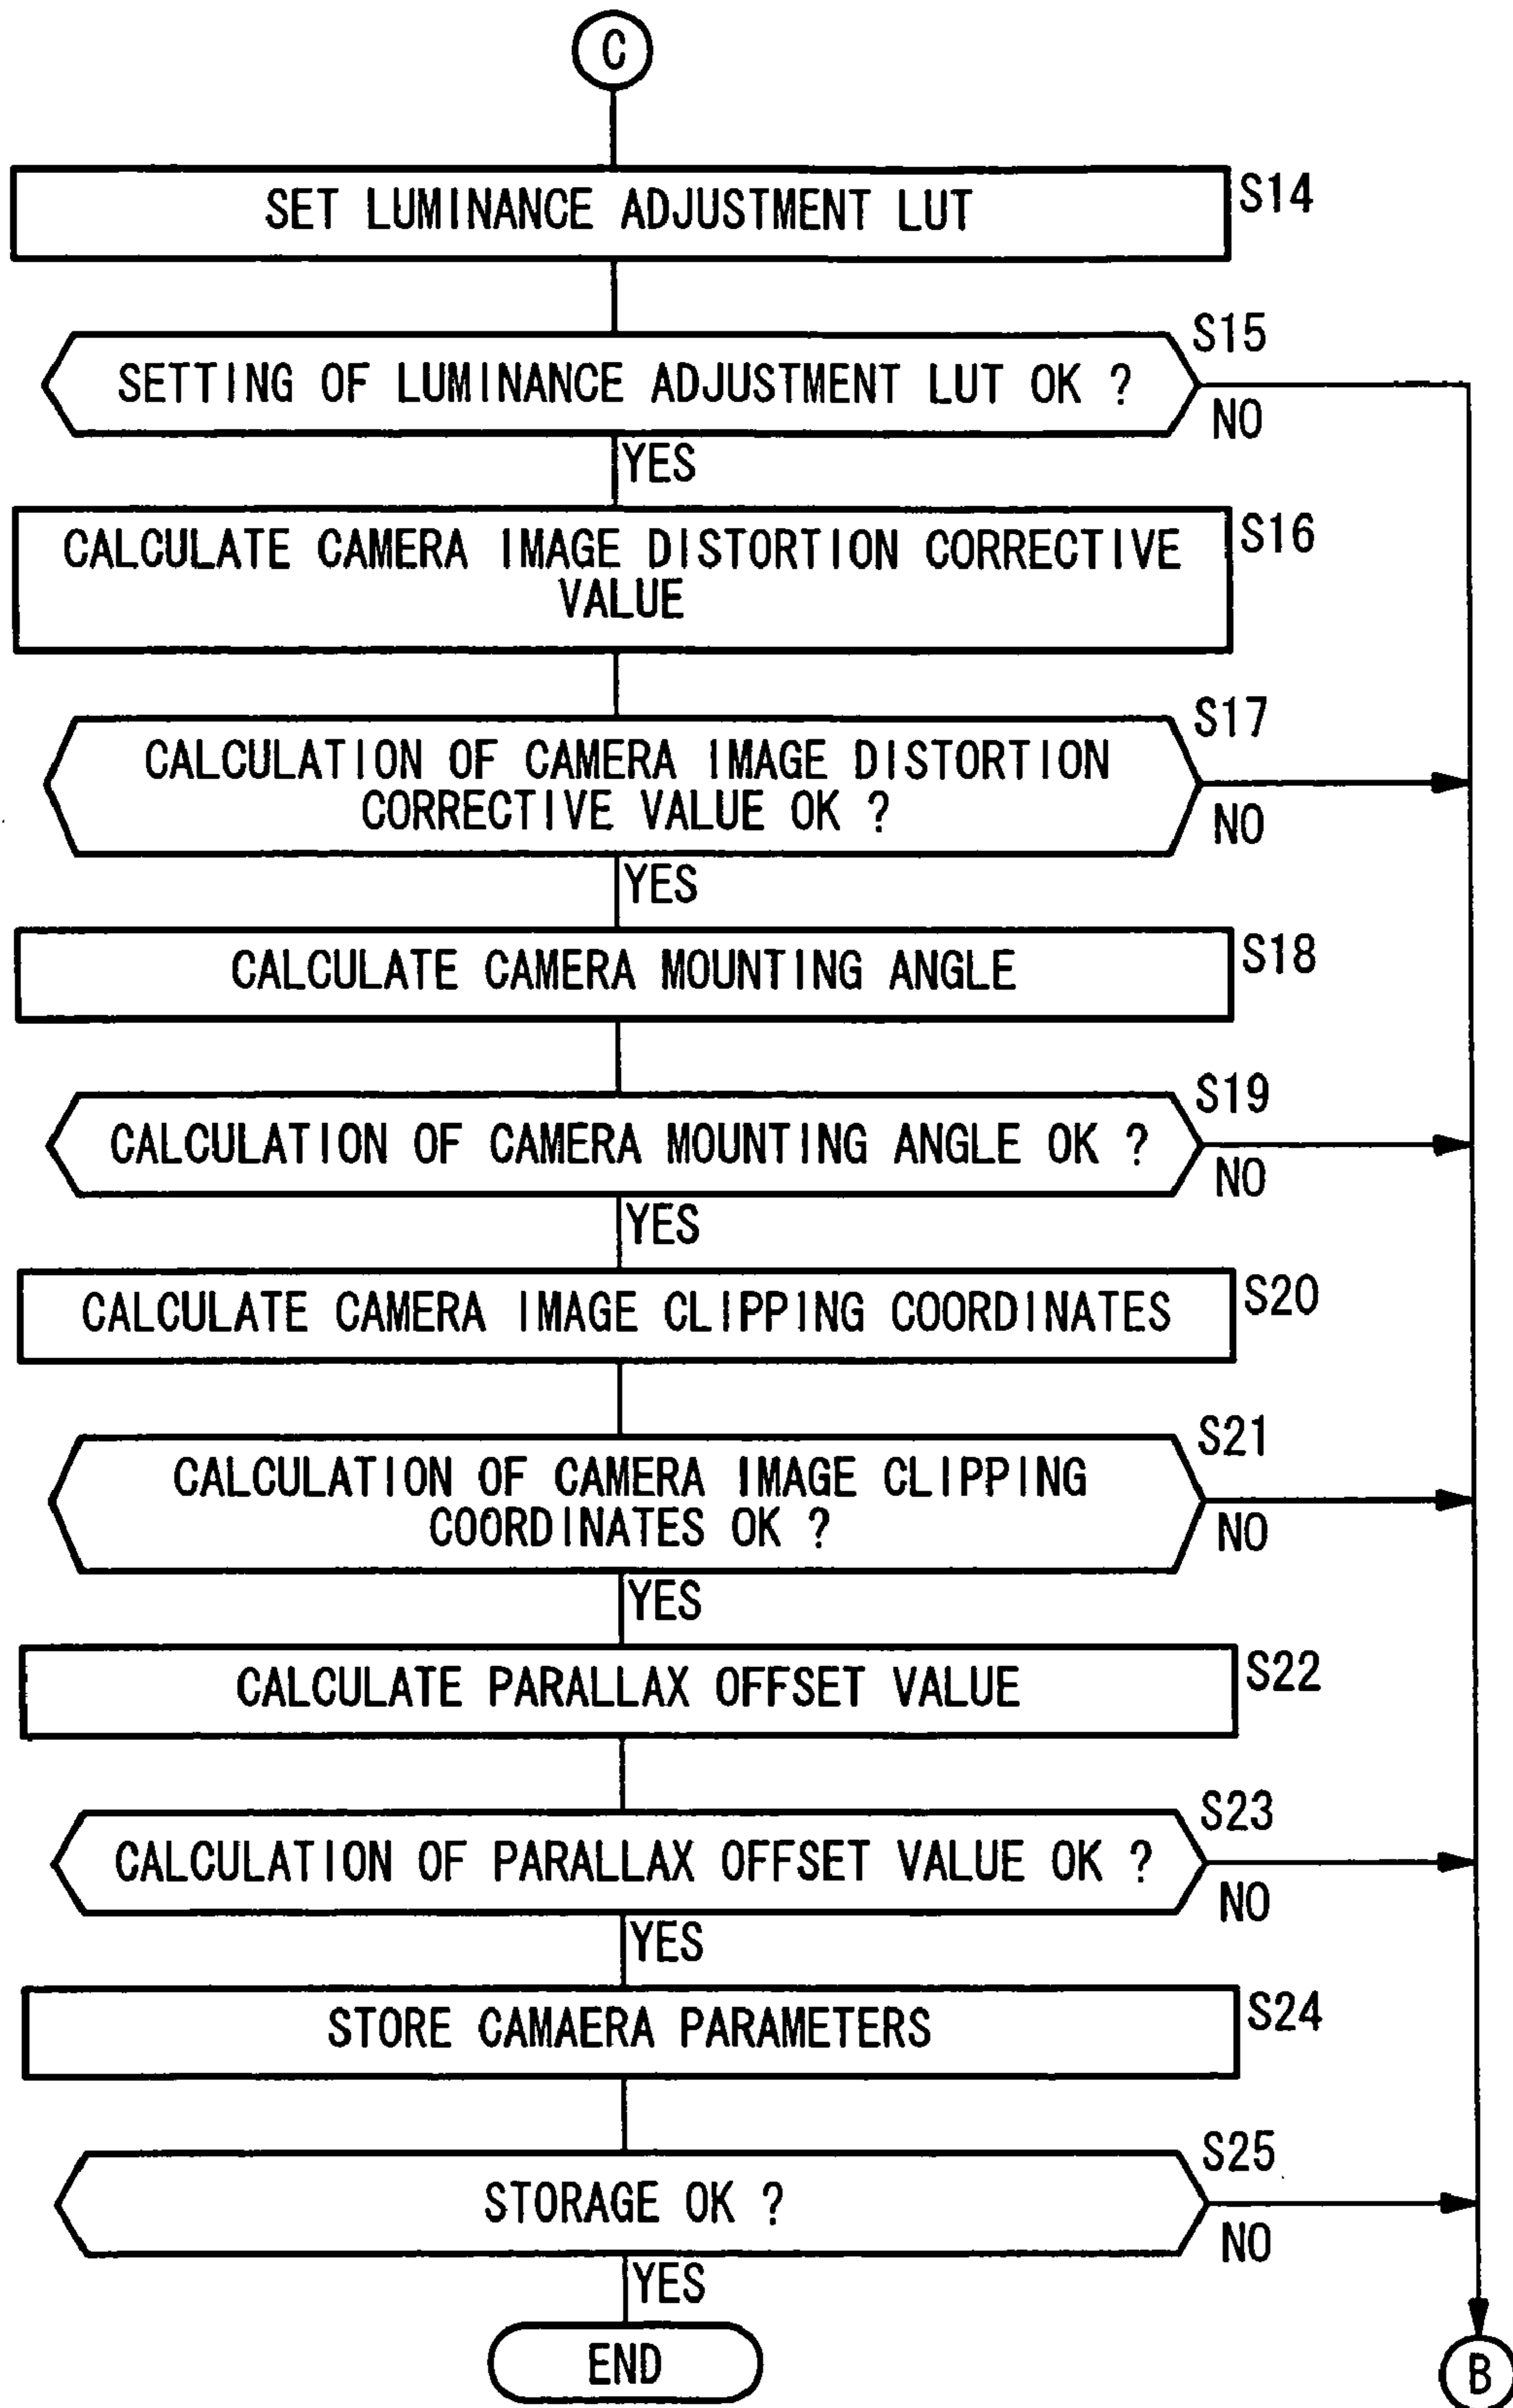 C
SET LUMINANCE ADJUSTMENT LUT
S14
SETTING OF LUMINANCE ADJUSTMENT LUT OK ?
S15
NO
YES
CALCULATE CAMERA IMAGE DISTORTION CORRECTIVE
VALUE
S16
CALCULATION OF CAMERA IMAGE DISTORTION
CORRECTIVE VALUE OK ?
S17
NO
YES
CALCULATE CAMERA MOUNTING ANGLE
S18
CALCULATION OF CAMERA MOUNTING ANGLE OK ?
S19
NO
YES
CALCULATE CAMERA IMAGE CLIPPING COORDINATES
S20
CALCULATION OF CAMERA IMAGE CLIPPING
COORDINATES OK ?
S21
NO
YES
CALCULATE PARALLAX OFFSET VALUE
S22
CALCULATION OF PARALLAX OFFSET VALUE OK ?
S23
NO
YES
STORE CAMAERA PARAMETERS
S24
STORAGE OK ?
S25
NO
YES
END
B